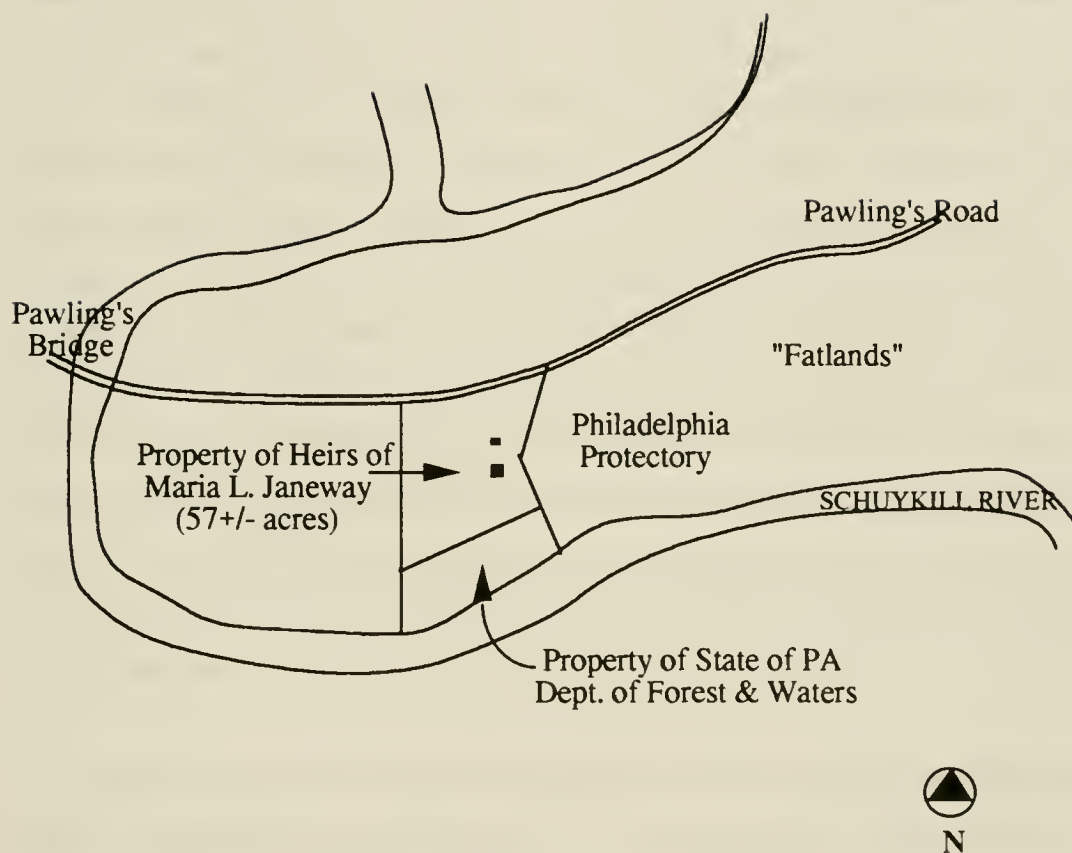 Pawling's Road
Pawling's
Bridge
"Fatlands"
Philadelphia
Protectory
Property of Heirs of
Maria L. Janeway
(57+/- acres)
SCHUYKILL RIVER
Property of State of PA
Dept. of Forest & Waters
N